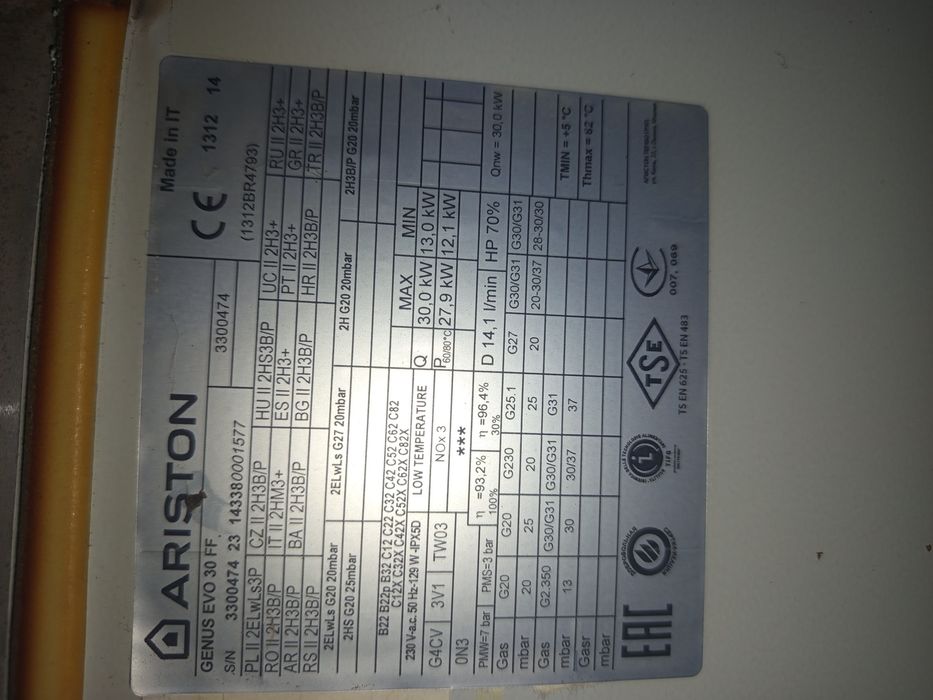 ARISTON
Made in IT
CE 1312 14
(1312BR4793)
GENUS EVO 30 FF
3300474
S/N 3300474 23 143380001577
PL II 2ELwLs3P CZ II 2H3B/P HU II 2HS3B/P UC II 2H3+ RU II 2H3+
RO II 2H3B/P IT II 2HM3+ ES II 2H3+ PT II 2H3+ GR II 2H3+
AR II 2H3B/P BA II 2H3B/P BG II 2H3B/P HR II 2H3B/P TR II 2H3B/P
RS II 2H3B/P
2ELwLs G20 20mbar 2ELwLs G27 20mbar 2H G20 20mbar 2H3B/P G20 20mbar
2HS G20 25mbar
B22 B22p B32 C12 C22 C32 C42 C52 C62 C82
C12X C32X C42X C52X C62X C82X
230 V-a.c. 50 Hz-129 W -IPX5D LOW TEMPERATURE
MAX MIN
Q 30,0 kW 13,0 kW
P 60/80°C 27,9 kW 12,1 kW
G4CV 3V1 TW03 NOx 3
0N3 ***
PMW=7 bar PMS=3 bar η =93,2% 100% η =96,4% 30% D 14,1 l/min HP 70% Qnw = 30,0 kW
Gas G20 G20 G230 G25.1 G27 G30/G31 G30/G31
mbar 20 25 20 25 20 20-30/37 28-30/30
TMIN = +5 °C
Gas G2.350 G30/G31 G30/G31 G31
mbar 13 30 30/37 37
Thmax = 82 °C
Gasr
mbar
EAC
TSE
TS EN 625 - TS EN 483
007, 069